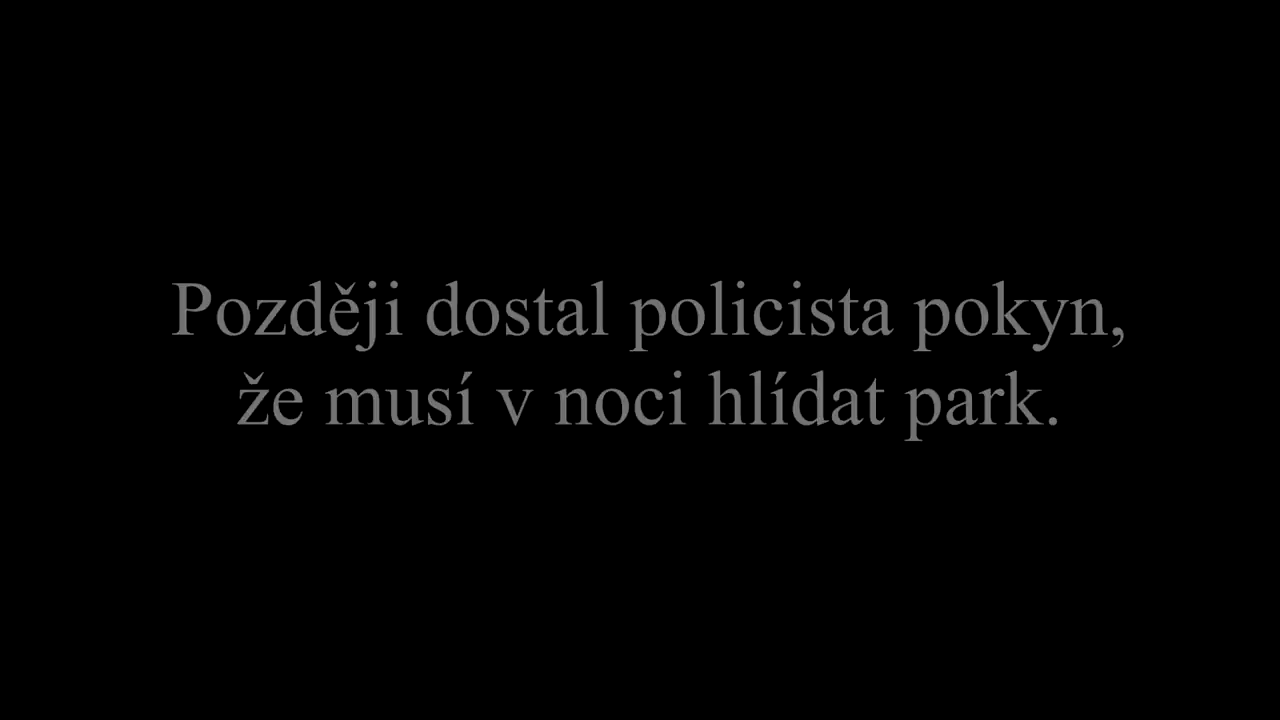 Později dostal policista pokyn,
že musí v noci hlídat park.